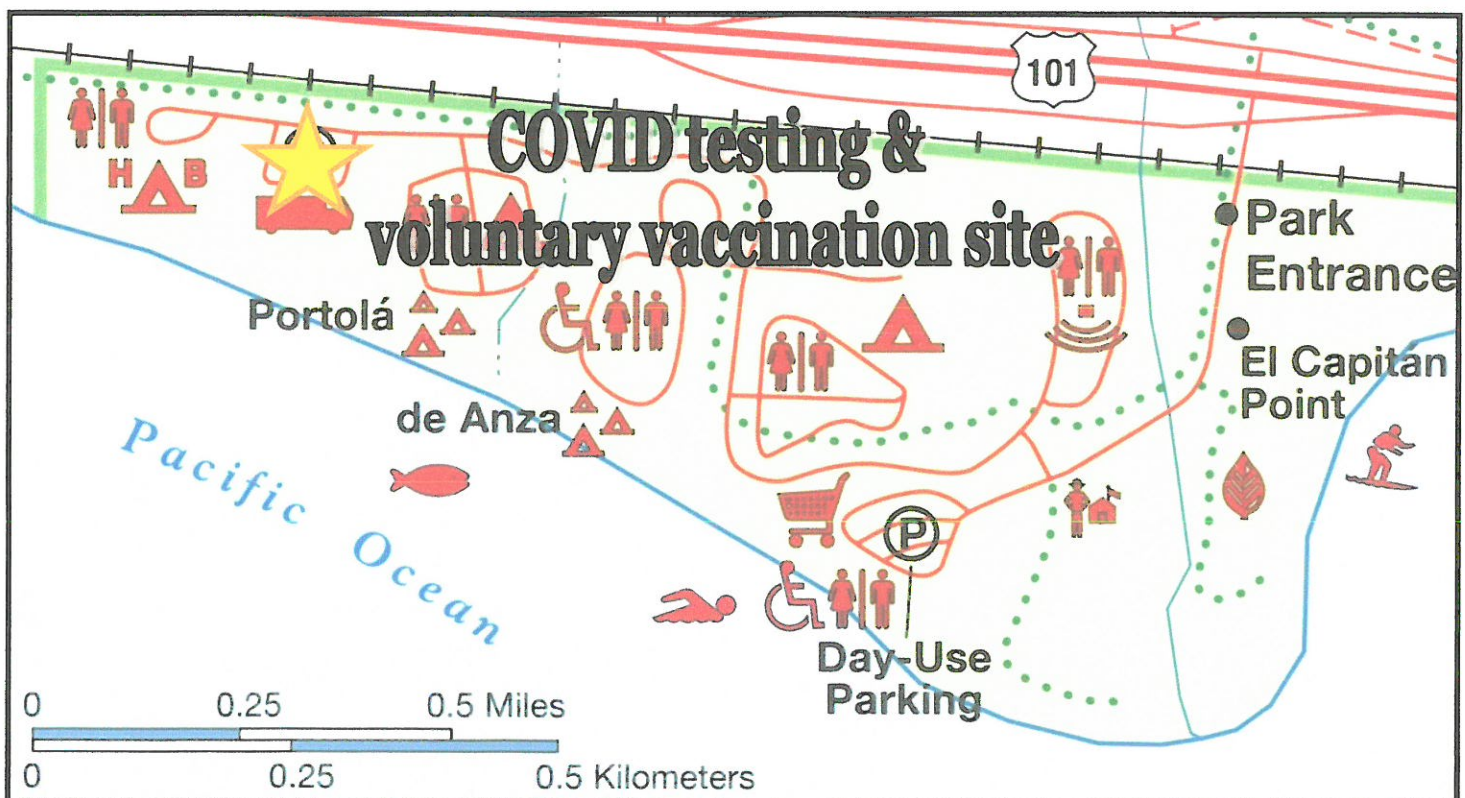 101
COVID testing &
voluntary vaccination site
H B
Park
Entrance
Portolá
El Capitan
Point
de Anza
Pacific Ocean
P
Day-Use
Parking
0 0.25 0.5 Miles
0 0.25 0.5 Kilometers